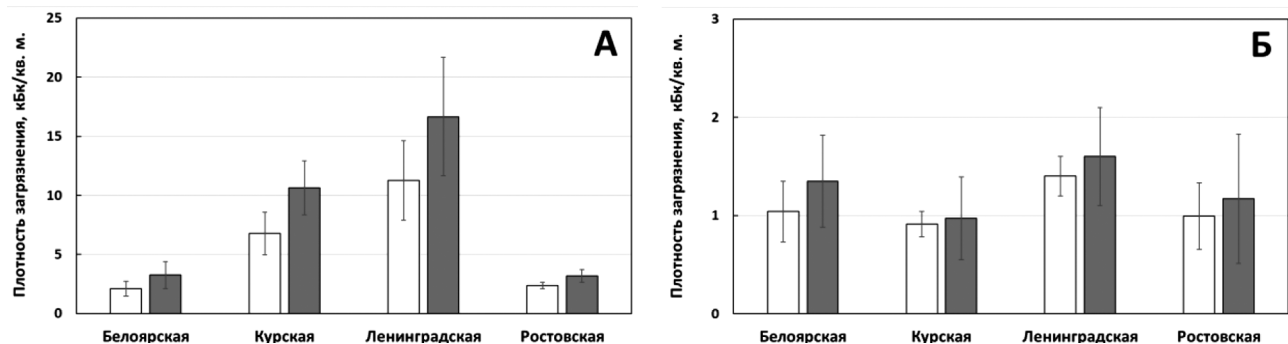 Плотность загрязнения, кБк/кв. м.
25
20
15
10
5
0
А
Белоярская Курская Ленинградская Ростовская
Плотность загрязнения, кБк/кв. м.
3
2
1
0
Б
Белоярская Курская Ленинградская Ростовская